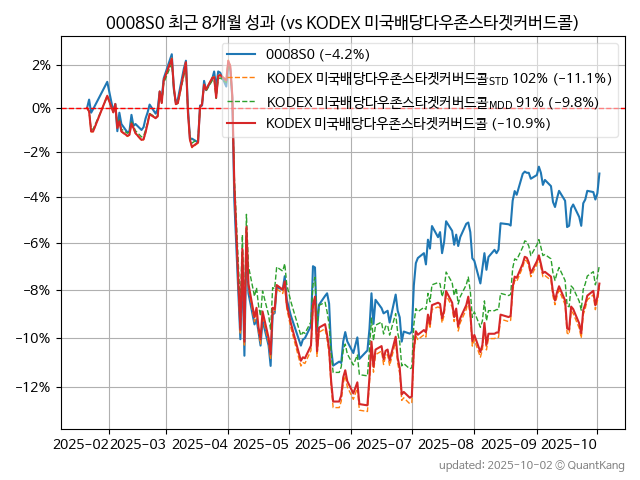 0008S0 최근 8개월 성과 (vs KODEX 미국배당다우존스타겟커버드콜)
0008S0 (−4.2%)
KODEX 미국배당다우존스타겟커버드콜STD 102% (−11.1%)
KODEX 미국배당다우존스타겟커버드콜MDD 91% (−9.8%)
KODEX 미국배당다우존스타겟커버드콜 (−10.9%)
2%
0%
−2%
−4%
−6%
−8%
−10%
−12%
2025-02 2025-03 2025-04 2025-05 2025-06 2025-07 2025-08 2025-09 2025-10
updated: 2025-10-02 © QuantKang